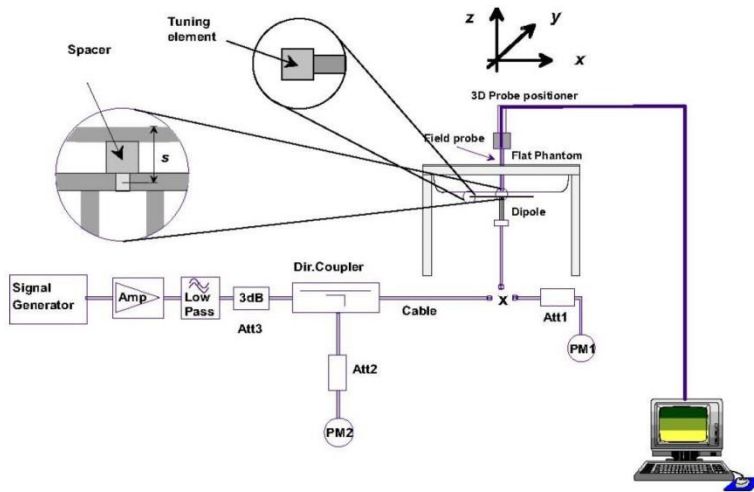 Tuning
element
z
y
x
Spacer
3D Probe positioner
s
Field probe
Flat Phantom
Dipole
Dir.Coupler
Signal
Generator
Amp
Low
Pass
3dB
Cable
x
Att3
Att1
Att2
PM1
PM2